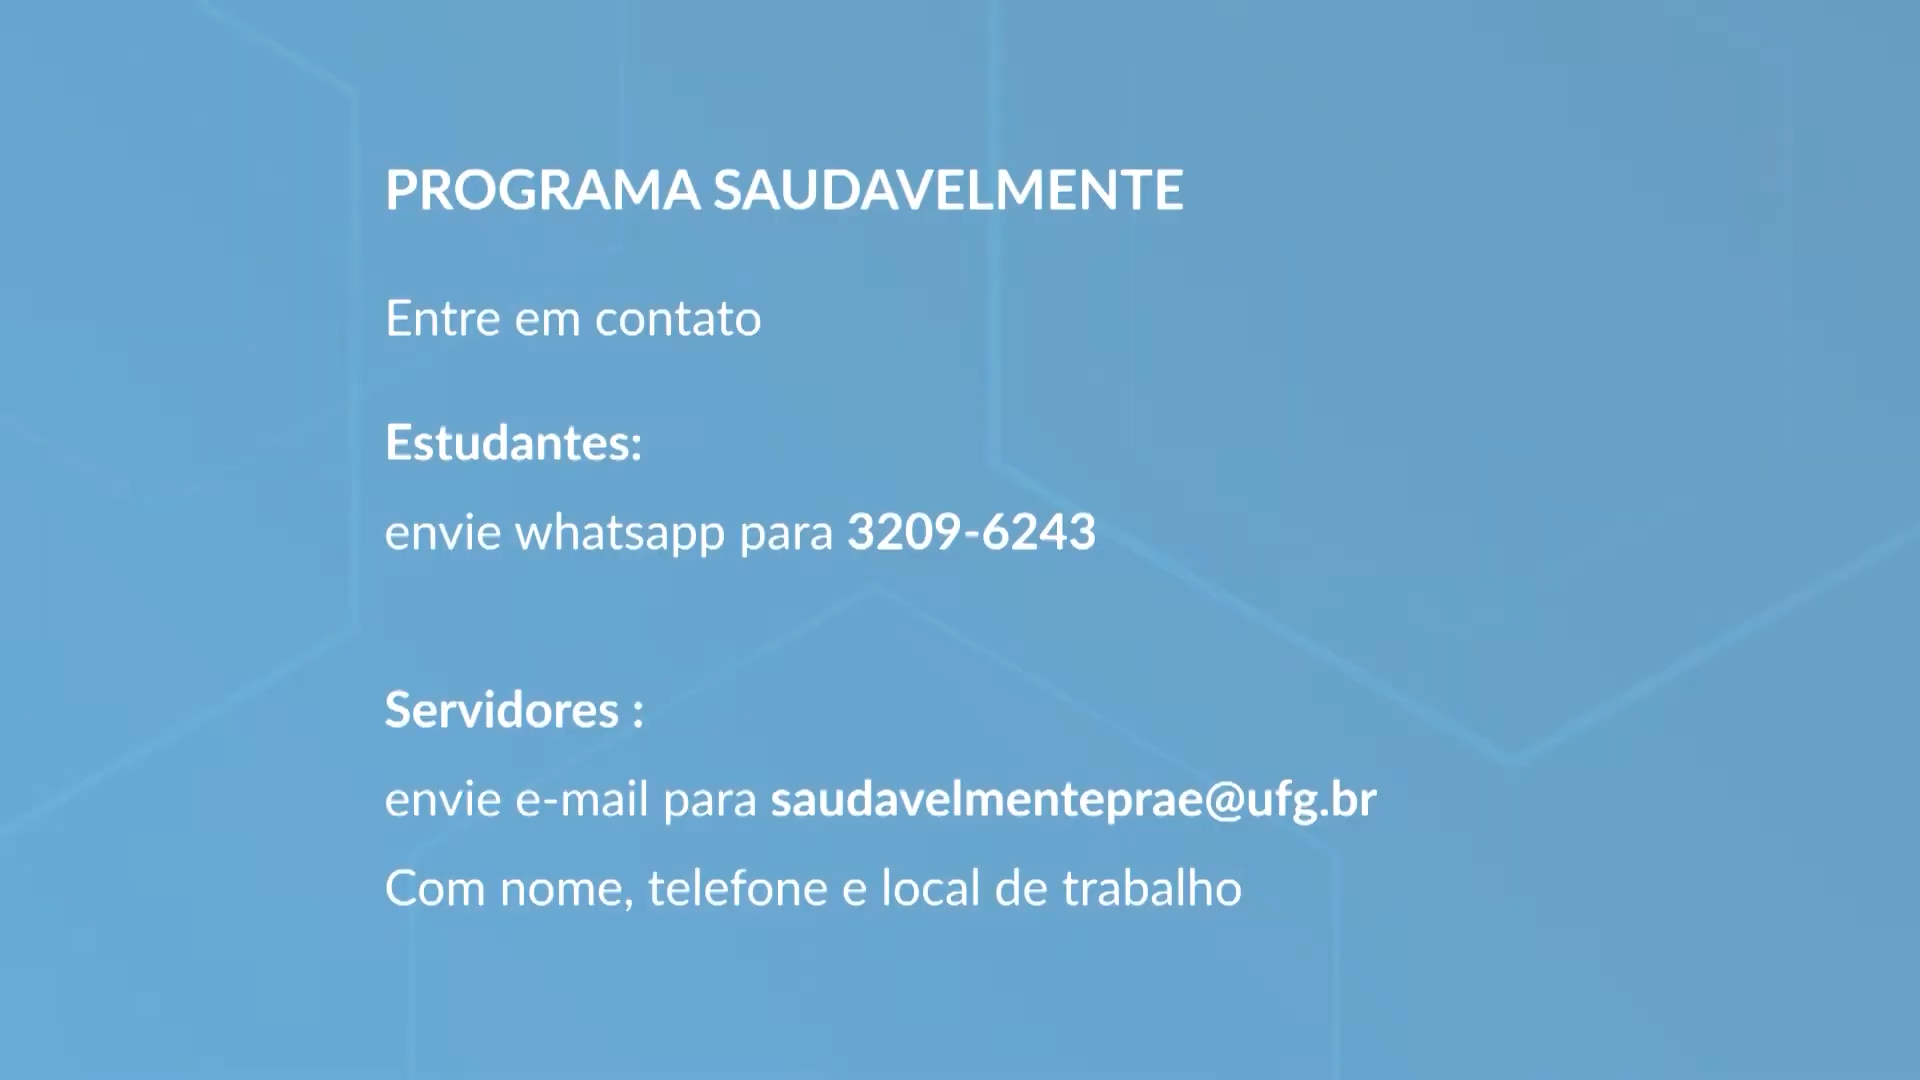 PROGRAMA SAUDAVELMENTE
Entre em contato
Estudantes:
envie whatsapp para 3209-6243
Servidores :
envie e-mail para saudavelmenteprae@ufg.br
Com nome, telefone e local de trabalho